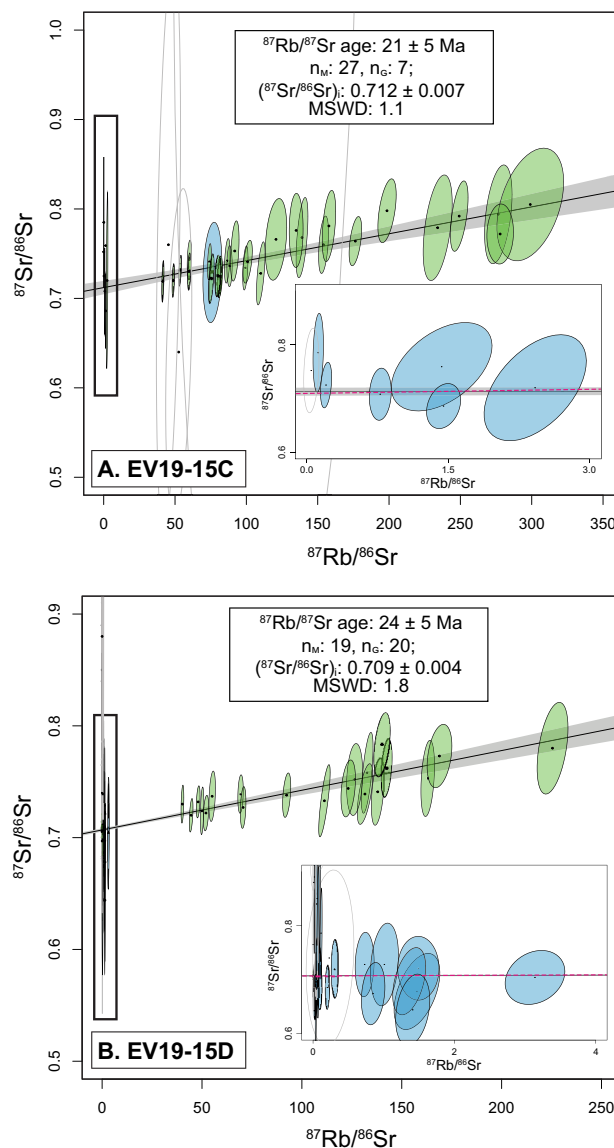 ⁸⁷Rb/⁸⁷Sr age: 21 ± 5 Ma
n_M: 27, n_G: 7;
(⁸⁷Sr/⁸⁶Sr)ᵢ: 0.712 ± 0.007
MSWD: 1.1
1.0
0.9
0.8
0.7
0.6
0.5
⁸⁷Sr/⁸⁶Sr
0.8
0.6
⁸⁷Sr/⁸⁶Sr
0.0 1.5 3.0
⁸⁷Rb/⁸⁶Sr
A. EV19-15C
0 50 100 150 200 250 300 350
⁸⁷Rb/⁸⁶Sr
⁸⁷Rb/⁸⁷Sr age: 24 ± 5 Ma
n_M: 19, n_G: 20;
(⁸⁷Sr/⁸⁶Sr)ᵢ: 0.709 ± 0.004
MSWD: 1.8
0.9
0.8
0.7
0.6
0.5
⁸⁷Sr/⁸⁶Sr
0.8
0.6
⁸⁷Sr/⁸⁶Sr
0 2 4
⁸⁷Rb/⁸⁶Sr
B. EV19-15D
0 50 100 150 200 250
⁸⁷Rb/⁸⁶Sr